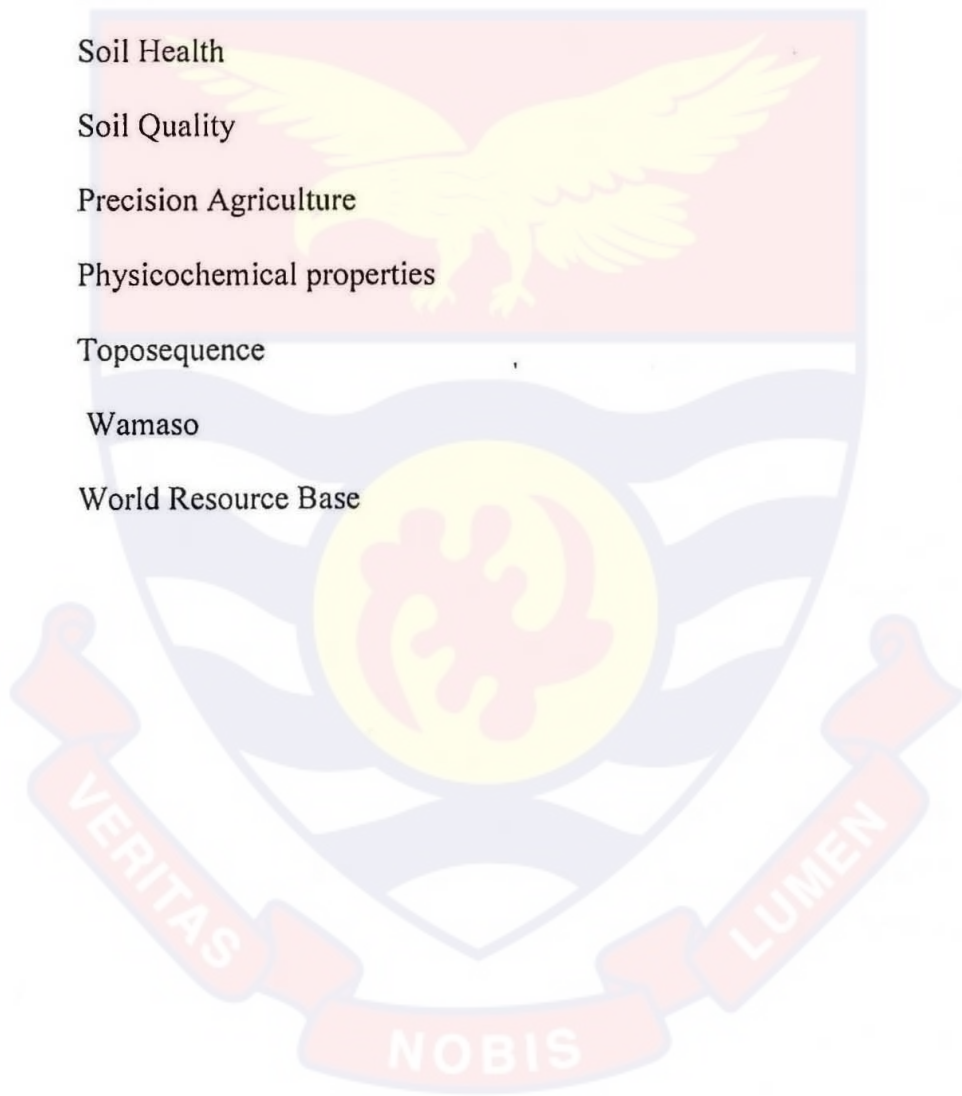 Soil Health
Soil Quality
Precision Agriculture
Physicochemical properties
Toposequence
Wamaso
World Resource Base
VERITAS
NOBIS
LUMEN